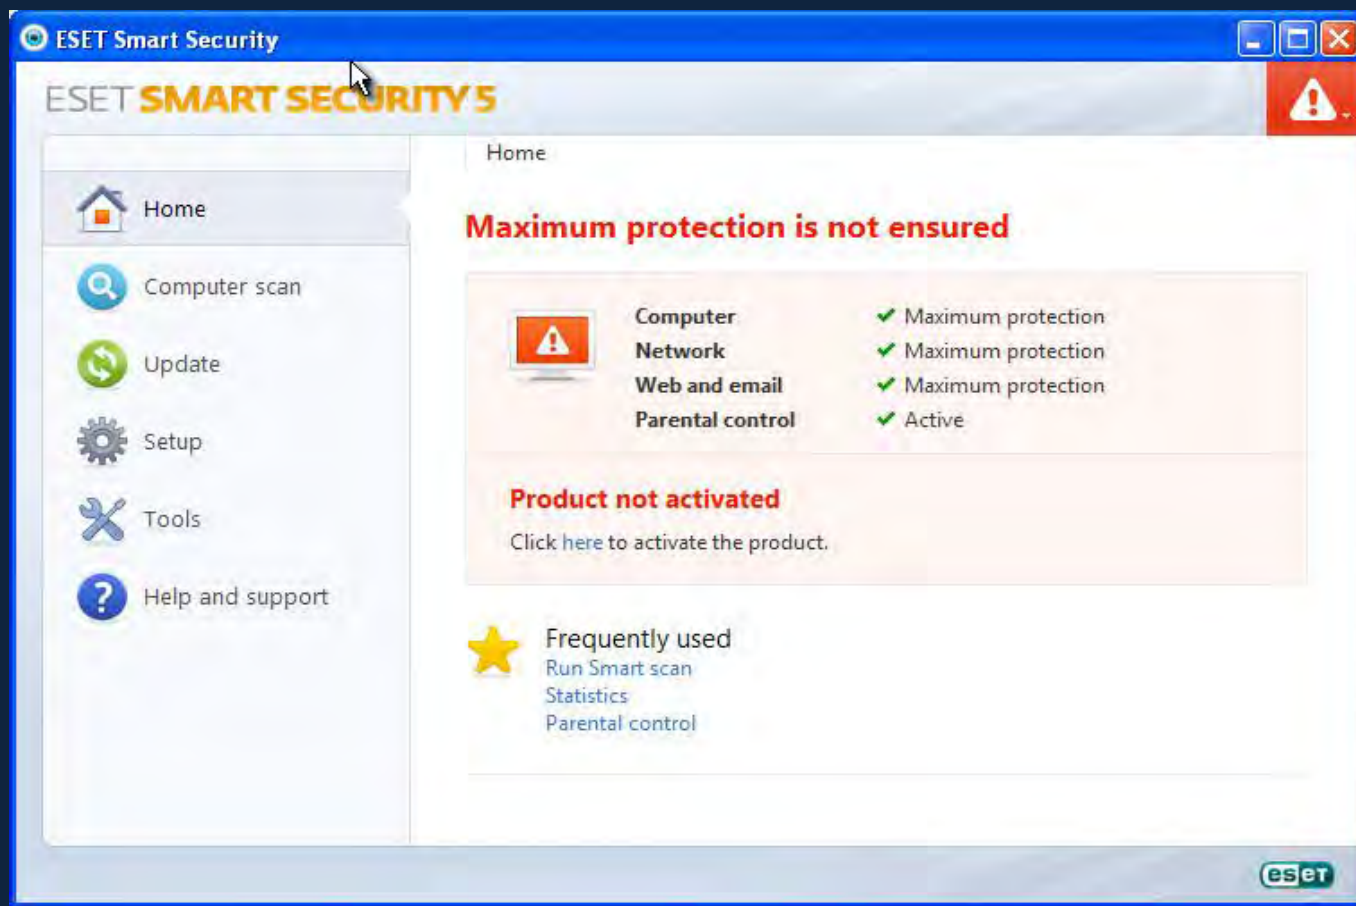 ESET Smart Security
ESET SMART SECURITY 5
Home
Home
Computer scan
Update
Setup
Tools
Help and support
Maximum protection is not ensured
Computer ✔ Maximum protection
Network ✔ Maximum protection
Web and email ✔ Maximum protection
Parental control ✔ Active
Product not activated
Click here to activate the product.
Frequently used
Run Smart scan
Statistics
Parental control
eset